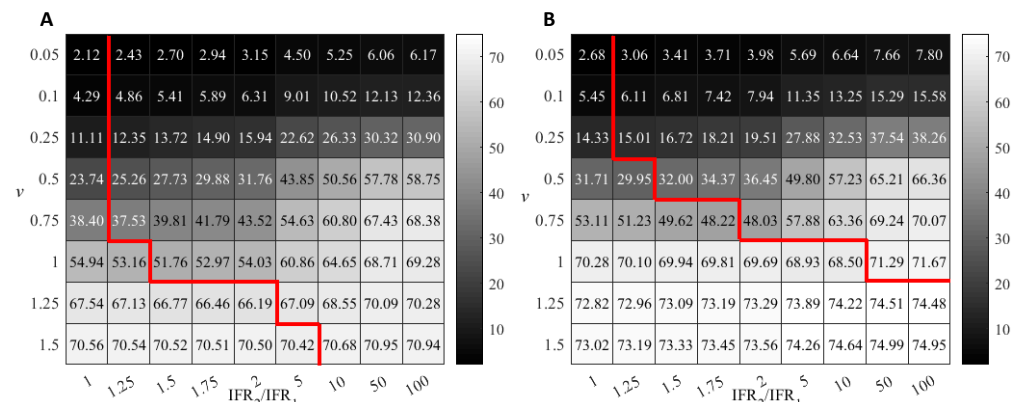 A
B
0.05 2.12 2.43 2.70 2.94 3.15 4.50 5.25 6.06 6.17 70 2.68 3.06 3.41 3.71 3.98 5.69 6.64 7.66 7.80 70
0.1 4.29 4.86 5.41 5.89 6.31 9.01 10.52 12.13 12.36 60 5.45 6.11 6.81 7.42 7.94 11.35 13.25 15.29 15.58 60
0.25 11.11 12.35 13.72 14.90 15.94 22.62 26.33 30.32 30.90 50 14.33 15.01 16.72 18.21 19.51 27.88 32.53 37.54 38.26 50
v 0.5 23.74 25.26 27.73 29.88 31.76 43.85 50.56 57.78 58.75 40 v 31.71 29.95 32.00 34.37 36.45 49.80 57.23 65.21 66.36 40
0.75 38.40 37.53 39.81 41.79 43.52 54.63 60.80 67.43 68.38 30 53.11 51.23 49.62 48.22 48.03 57.88 63.36 69.24 70.07 30
1 54.94 53.16 51.76 52.97 54.03 60.86 64.65 68.71 69.28 70.28 70.10 69.94 69.81 69.69 68.93 68.50 71.29 71.67
1.25 67.54 67.13 66.77 66.46 66.19 67.09 68.55 70.09 70.28 20 72.82 72.96 73.09 73.19 73.29 73.89 74.22 74.51 74.48 20
1.5 70.56 70.54 70.52 70.51 70.50 70.42 70.68 70.95 70.94 10 73.02 73.19 73.33 73.45 73.56 74.26 74.64 74.99 74.95 10
1 1.25 1.5 1.75 2 5 10 50 100 1 1.25 1.5 1.75 2 5 10 50 100
IFR2/IFR1 IFR2/IFR1